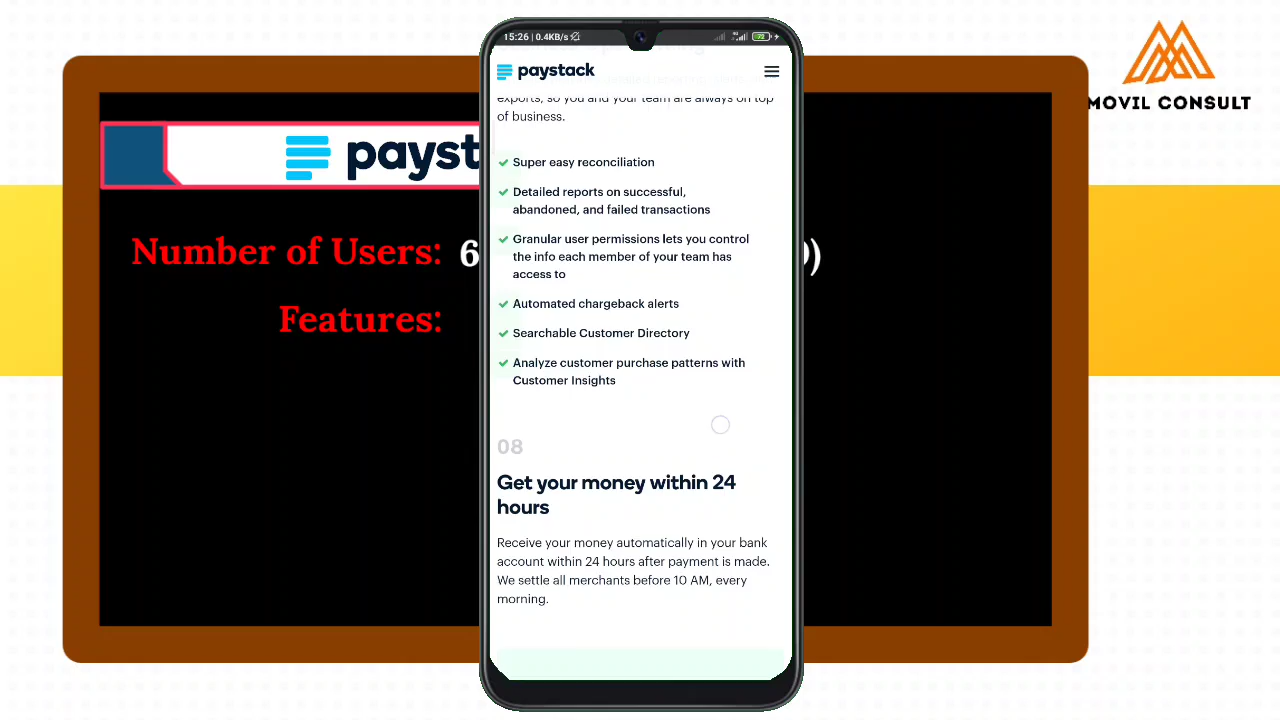 15:26 | 0.4KB/s
72
paystack
MOVIL CONSULT
exports, so you and your team are always on top
of business.
payst
Super easy reconciliation
Detailed reports on successful,
abandoned, and failed transactions
Number of Users: 6
)
Granular user permissions lets you control
the info each member of your team has
access to
Features:
Automated chargeback alerts
Searchable Customer Directory
Analyze customer purchase patterns with
Customer Insights
08
Get your money within 24
hours
Receive your money automatically in your bank
account within 24 hours after payment is made.
We settle all merchants before 10 AM, every
morning.